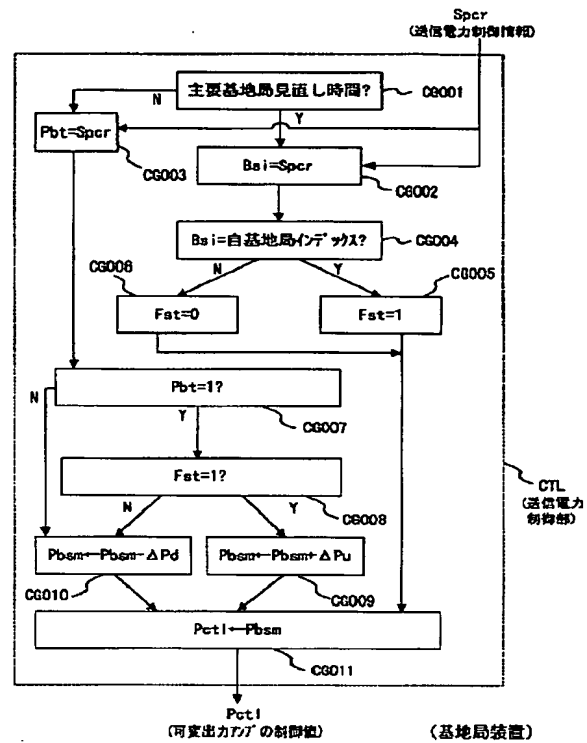 Spcr
(送信電力制御情報)
主要基地局見直し時間?
CG001
N
Y
Pbt=Spcr
CG003
Bsi=Spcr
CG002
Bsi=自基地局インデックス?
CG004
CG006
N
Y
CG005
Fst=0
Fst=1
Pbt=1?
N
Y
CG007
Fst=1?
CG008
N
Y
CTL
(送信電力
制御部)
Pbsm←Pbsm-ΔPd
Pbsm←Pbsm+ΔPu
CG010
CG009
Pctl←Pbsm
CG011
Pctl
(可変出力アンプの制御値)
(基地局装置)